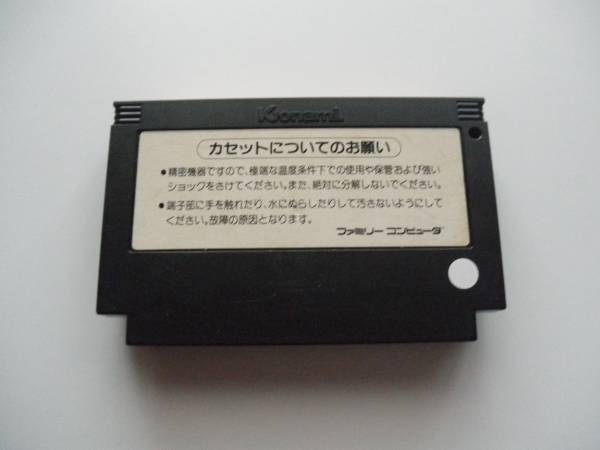 Konami
カセットについてのお願い
●精密機器ですので、極端な温度条件下での使用や保管および強い
ショックをさけてください。また、絶対に分解しないでください。
●端子部に手を触れたり、水にぬらしたりして汚さないようにして
ください。故障の原因となります。
ファミリーコンピュータ